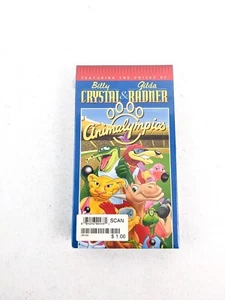 FEATURING THE VOICES OF
Billy Gilda
CRYSTAL & RADNER
Animalympics
SCAN
$1.00